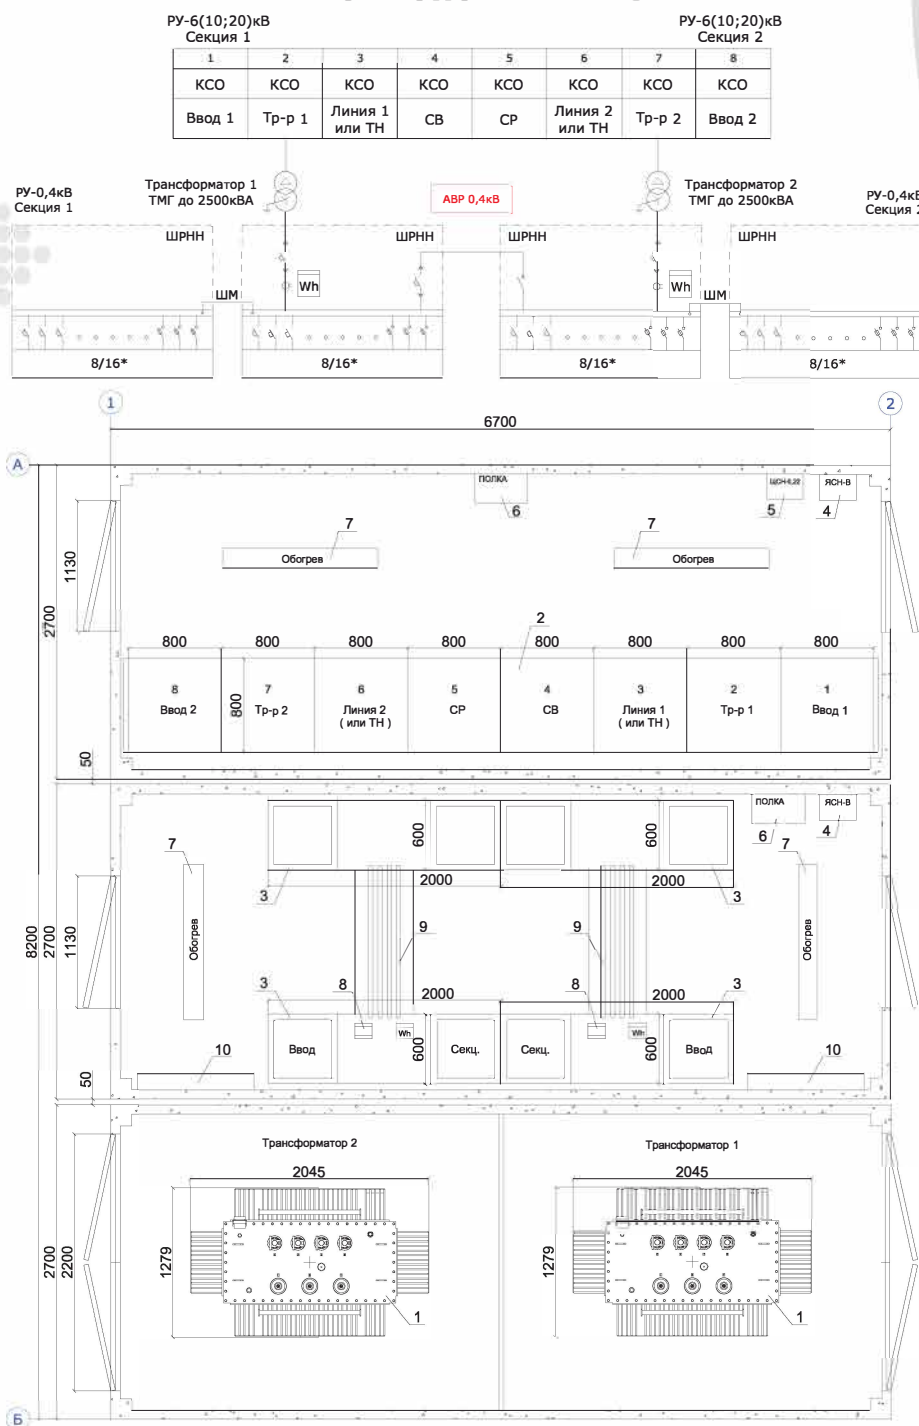 РУ-6(10;20)кВ
Секция 1
РУ-6(10;20)кВ
Секция 2
1 2 3 4 5 6 7 8
КСО КСО КСО КСО КСО КСО КСО КСО
Ввод 1 Тр-р 1 Линия 1 или ТН СВ СР Линия 2 или ТН Тр-р 2 Ввод 2
РУ-0,4кВ
Секция 1
Трансформатор 1
ТМГ до 2500кВА
АВР 0,4кВ
Трансформатор 2
ТМГ до 2500кВА
РУ-0,4кВ
Секция 2
ШРНН ШРНН ШРНН ШРНН
Wh Wh
ШМ ШМ
8/16* 8/16* 8/16* 8/16*
1 2
6700
А
ПОЛКА ЩСН-0,22 ЯСН-В
6 5 4
7 7
Обогрев Обогрев
1130
2700
2
800 800 800 800 800 800 800 800
8 7 6 5 4 3 2 1
Ввод 2 Тр-р 2 Линия 2 СР СВ Линия 1 Тр-р 1 Ввод 1
( или ТН ) ( или ТН )
800
50
ПОЛКА ЯСН-В
6 4
7 7
600 600
2000 2000
3 3
Обогрев Обогрев
9 9
8200
2700
1130
3 8 2000 8 2000 3
Wh Wh
Ввод Секц. Секц. Ввод
600 600
10 10
50
Трансформатор 2 Трансформатор 1
2045 2045
1279 1279
2700
2200
1 1
Б